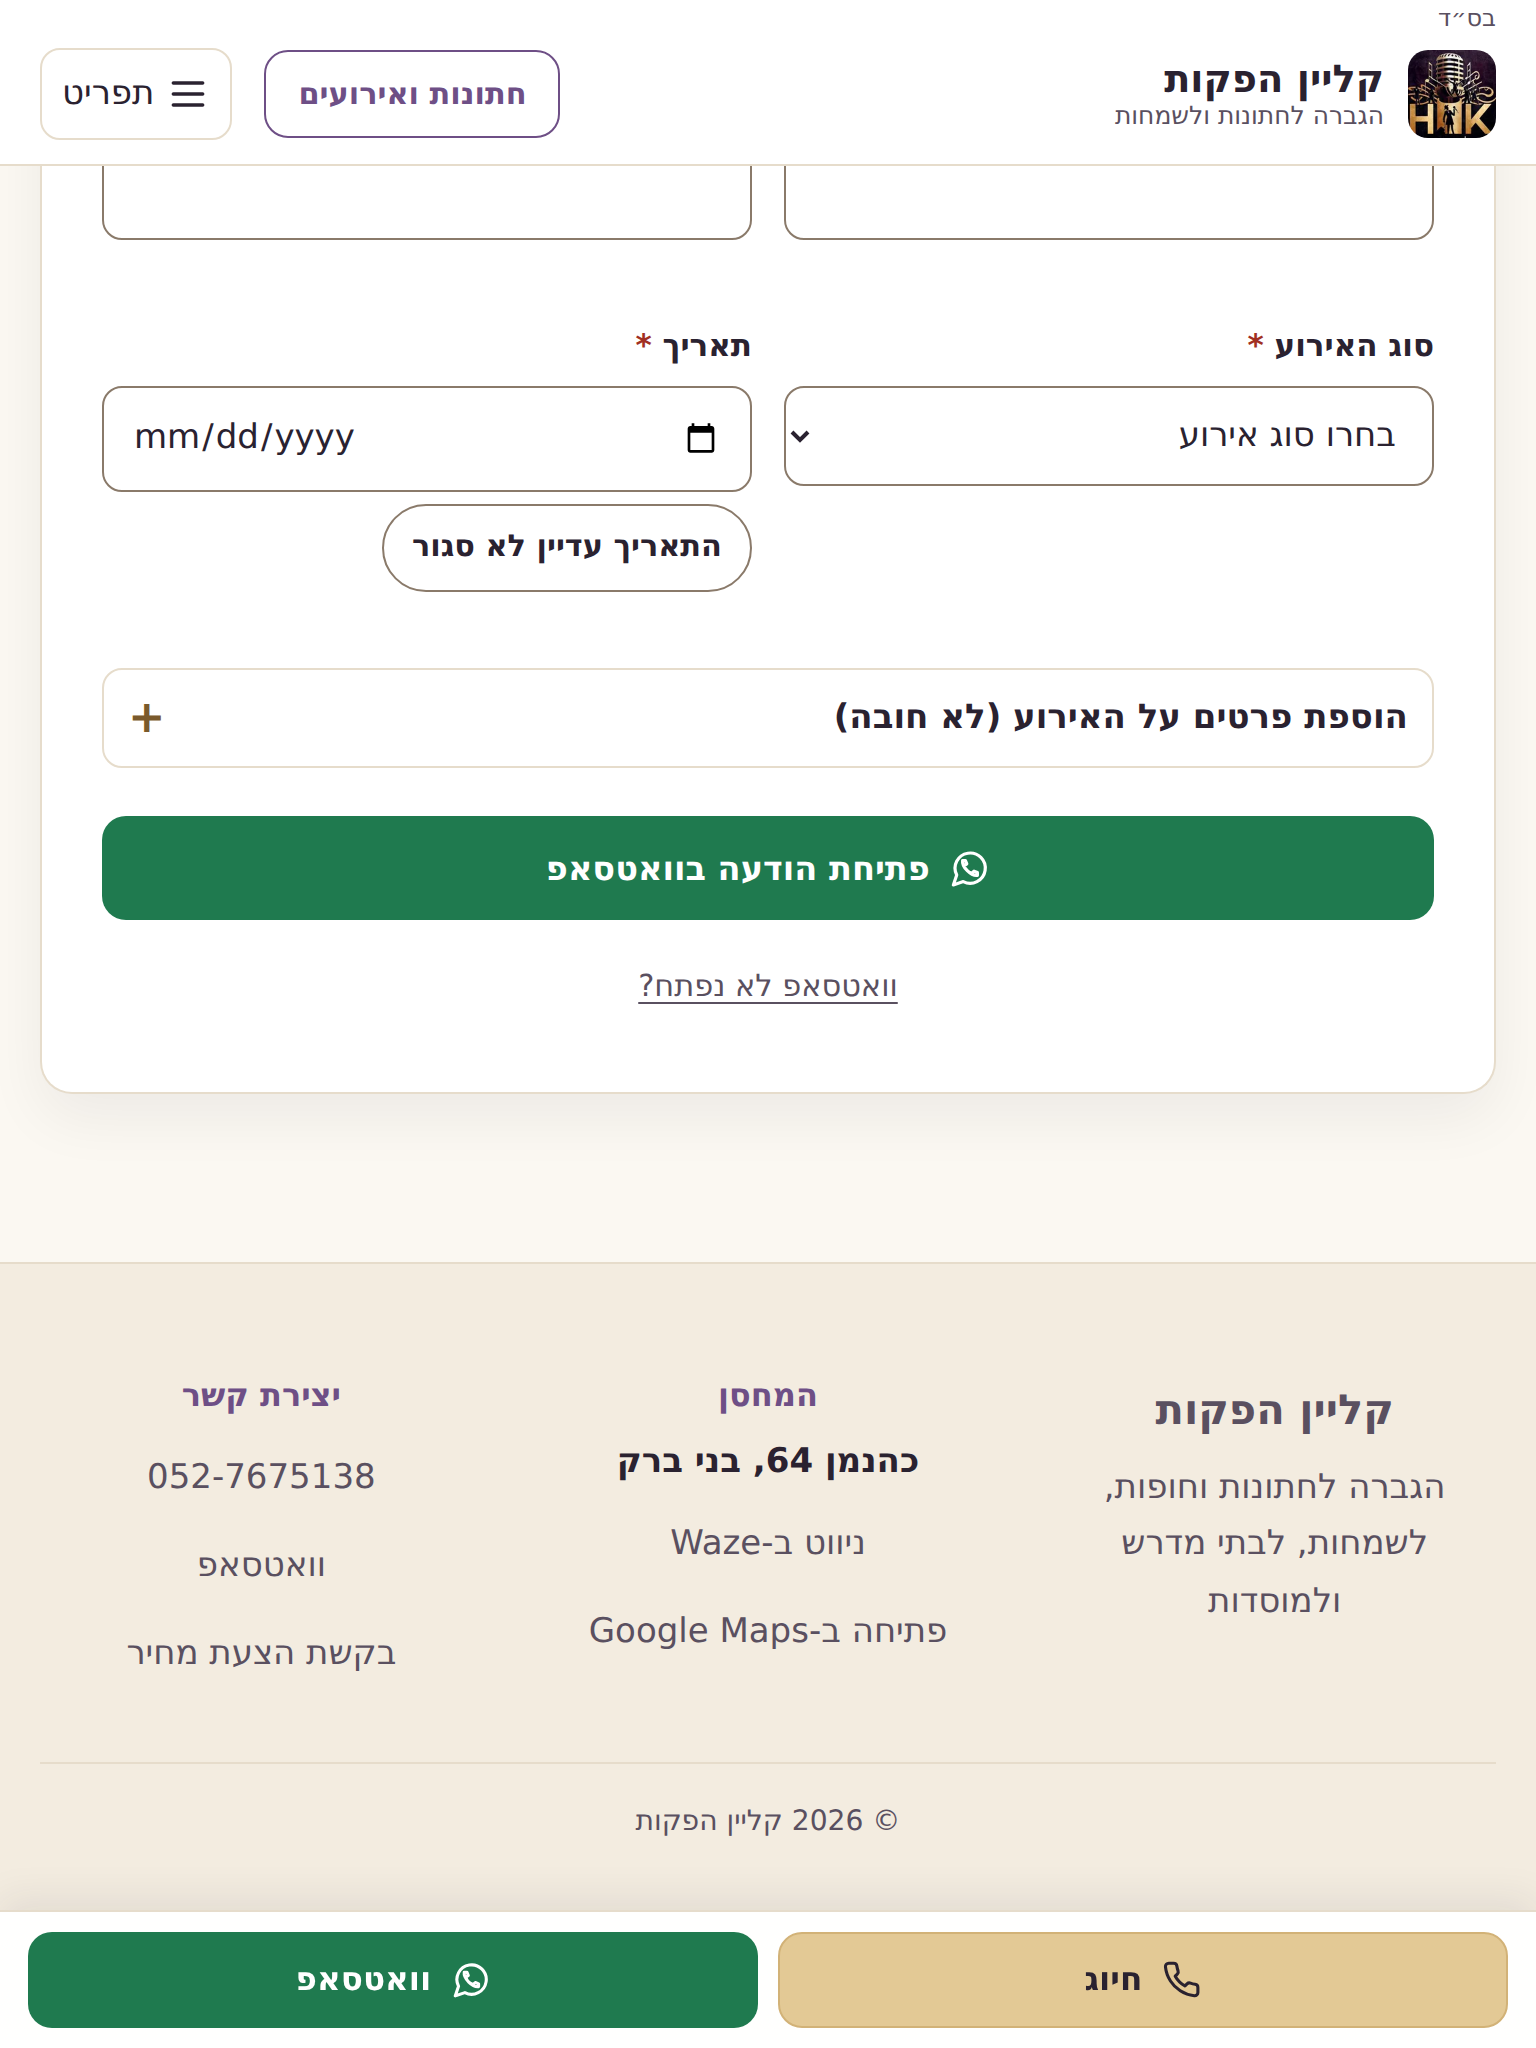 בס״ד
קליין הפקות
הגברה לחתונות ולשמחות
HK
חתונות ואירועים
תפריט
סוג האירוע *
בחרו סוג אירוע
תאריך *
mm/dd/yyyy
התאריך עדיין לא סגור
הוספת פרטים על האירוע (לא חובה)
+
פתיחת הודעה בוואטסאפ
וואטסאפ לא נפתח?
קליין הפקות
הגברה לחתונות וחופות,
לשמחות, לבתי מדרש
ולמוסדות
המחסן
כהנמן 64, בני ברק
ניווט ב-Waze
פתיחה ב-Google Maps
יצירת קשר
052-7675138
וואטסאפ
בקשת הצעת מחיר
© 2026 קליין הפקות
חיוג
וואטסאפ